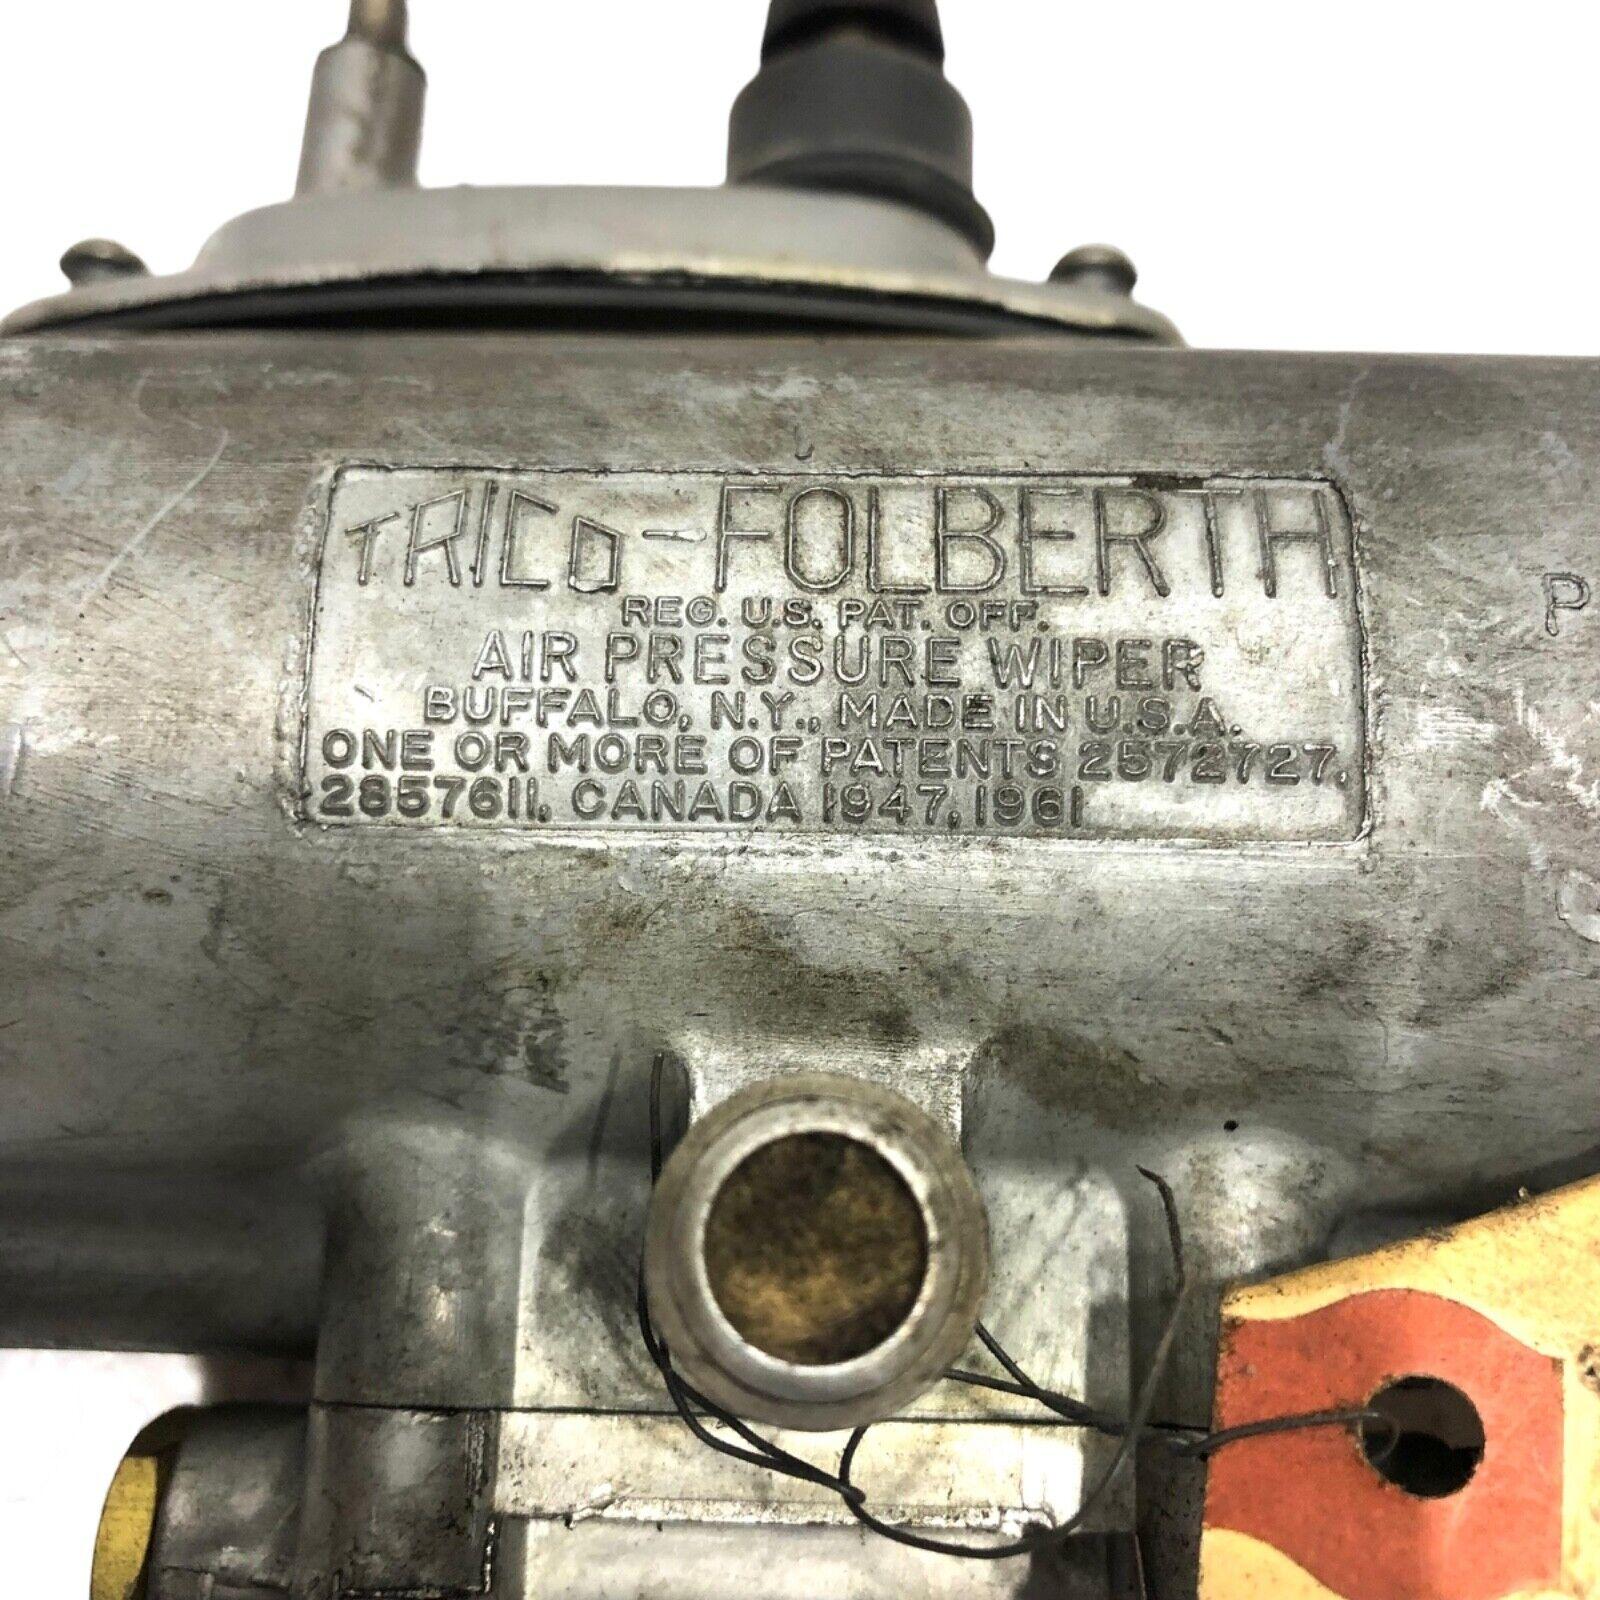 TRICO-FOLBERTH
REG. U.S. PAT. OFF.
AIR PRESSURE WIPER
BUFFALO, N.Y., MADE IN U.S.A.
ONE OR MORE OF PATENTS 2572727,
2857611, CANADA 1947, 1961
P